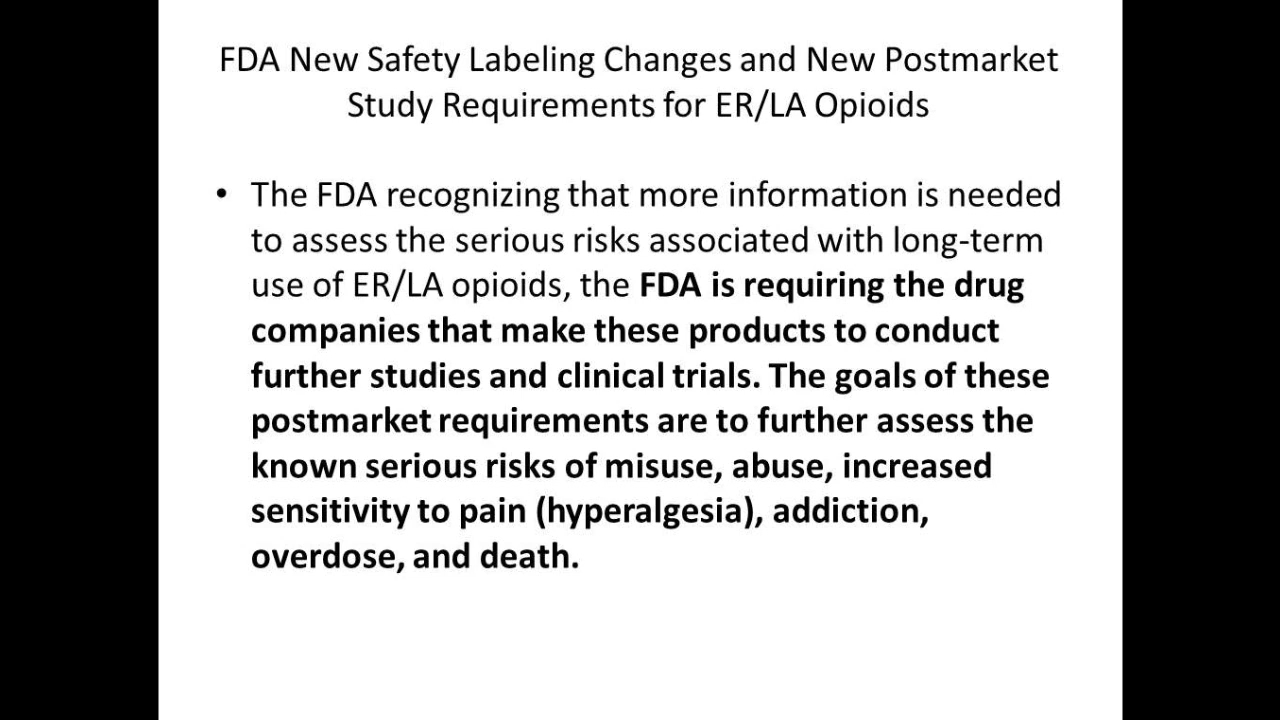 FDA New Safety Labeling Changes and New Postmarket
Study Requirements for ER/LA Opioids
• The FDA recognizing that more information is needed
to assess the serious risks associated with long-term
use of ER/LA opioids, the FDA is requiring the drug
companies that make these products to conduct
further studies and clinical trials. The goals of these
postmarket requirements are to further assess the
known serious risks of misuse, abuse, increased
sensitivity to pain (hyperalgesia), addiction,
overdose, and death.